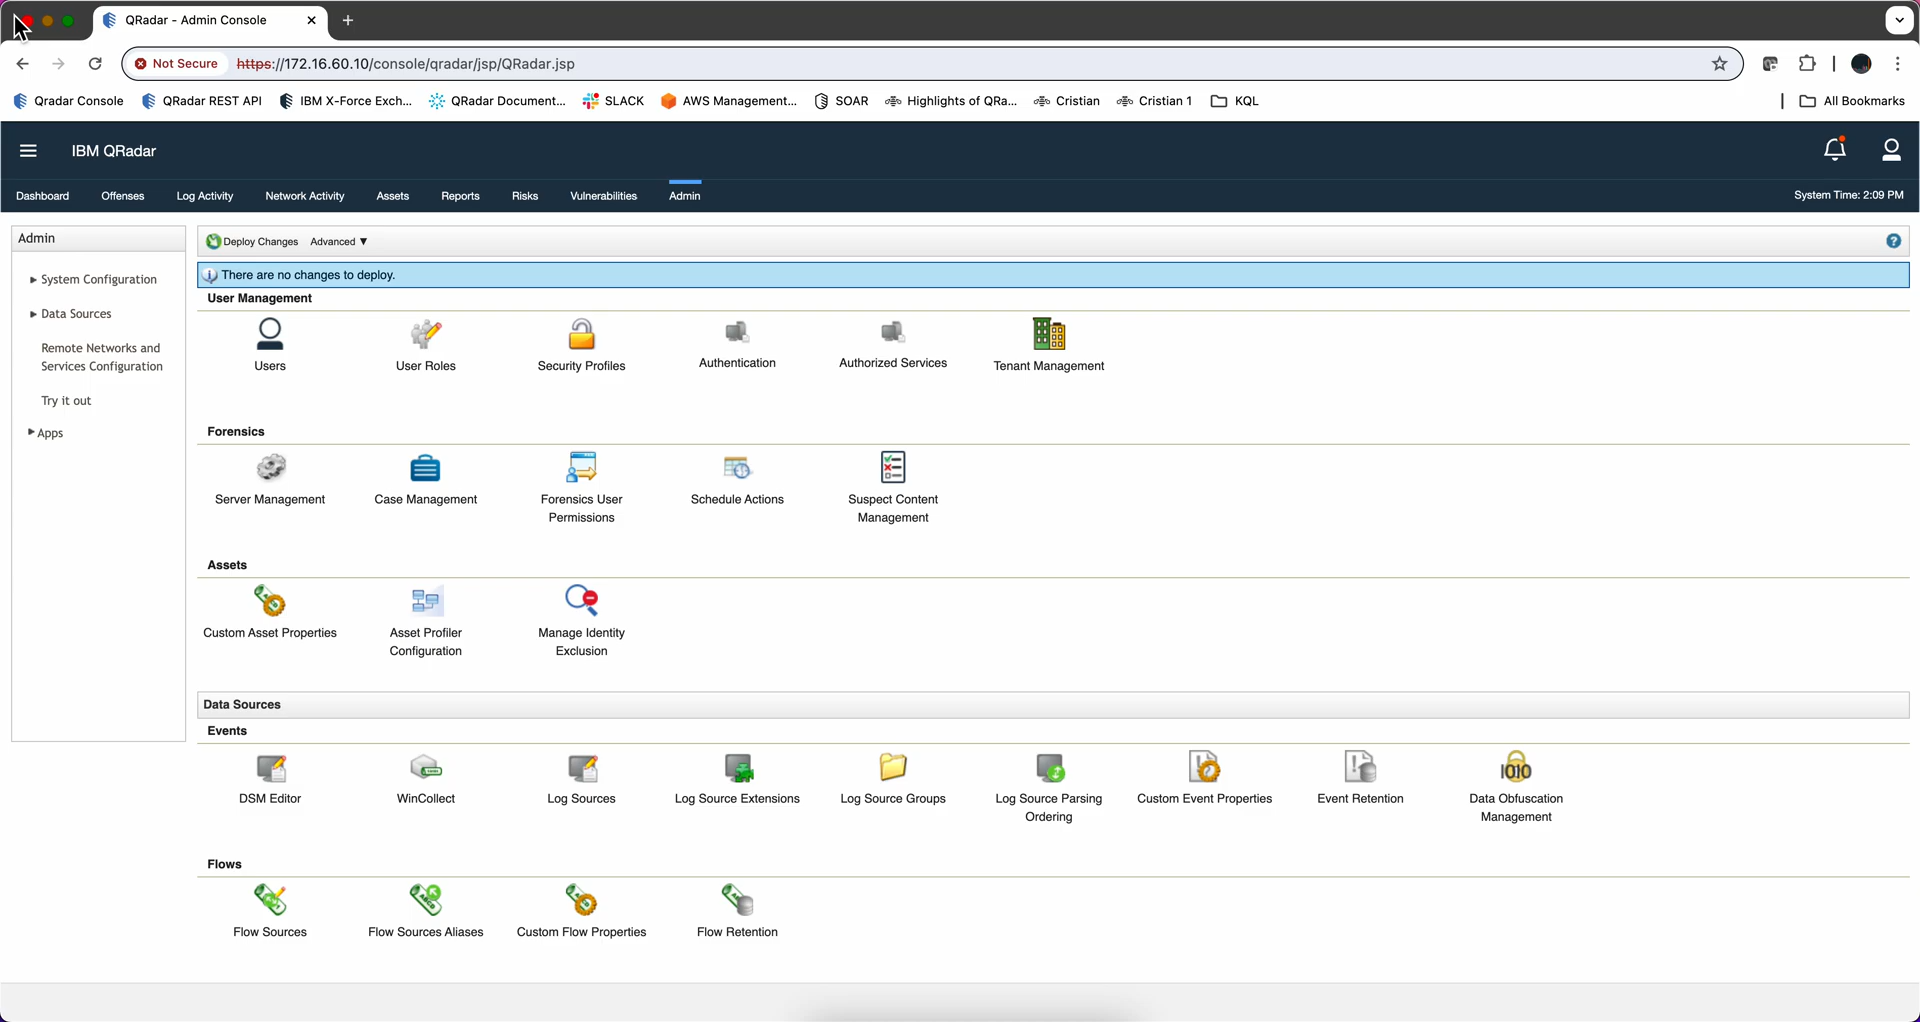 QRadar - Admin Console
Not Secure https://172.16.60.10/console/qradar/jsp/QRadar.jsp
Qradar Console QRadar REST API IBM X-Force Exch... QRadar Document... SLACK AWS Management... SOAR Highlights of QRa... Cristian Cristian 1 KQL All Bookmarks
IBM QRadar
Dashboard Offenses Log Activity Network Activity Assets Reports Risks Vulnerabilities Admin System Time: 2:09 PM
Admin
System Configuration
Data Sources
Remote Networks and
Services Configuration
Try it out
Apps
Deploy Changes Advanced ▼
There are no changes to deploy.
User Management
Users User Roles Security Profiles Authentication Authorized Services Tenant Management
Forensics
Server Management Case Management Forensics User Schedule Actions Suspect Content
Permissions Management
Assets
Custom Asset Properties Asset Profiler Manage Identity
Configuration Exclusion
Data Sources
Events
DSM Editor WinCollect Log Sources Log Source Extensions Log Source Groups Log Source Parsing Custom Event Properties Event Retention Data Obfuscation
Ordering Management
Flows
Flow Sources Flow Sources Aliases Custom Flow Properties Flow Retention